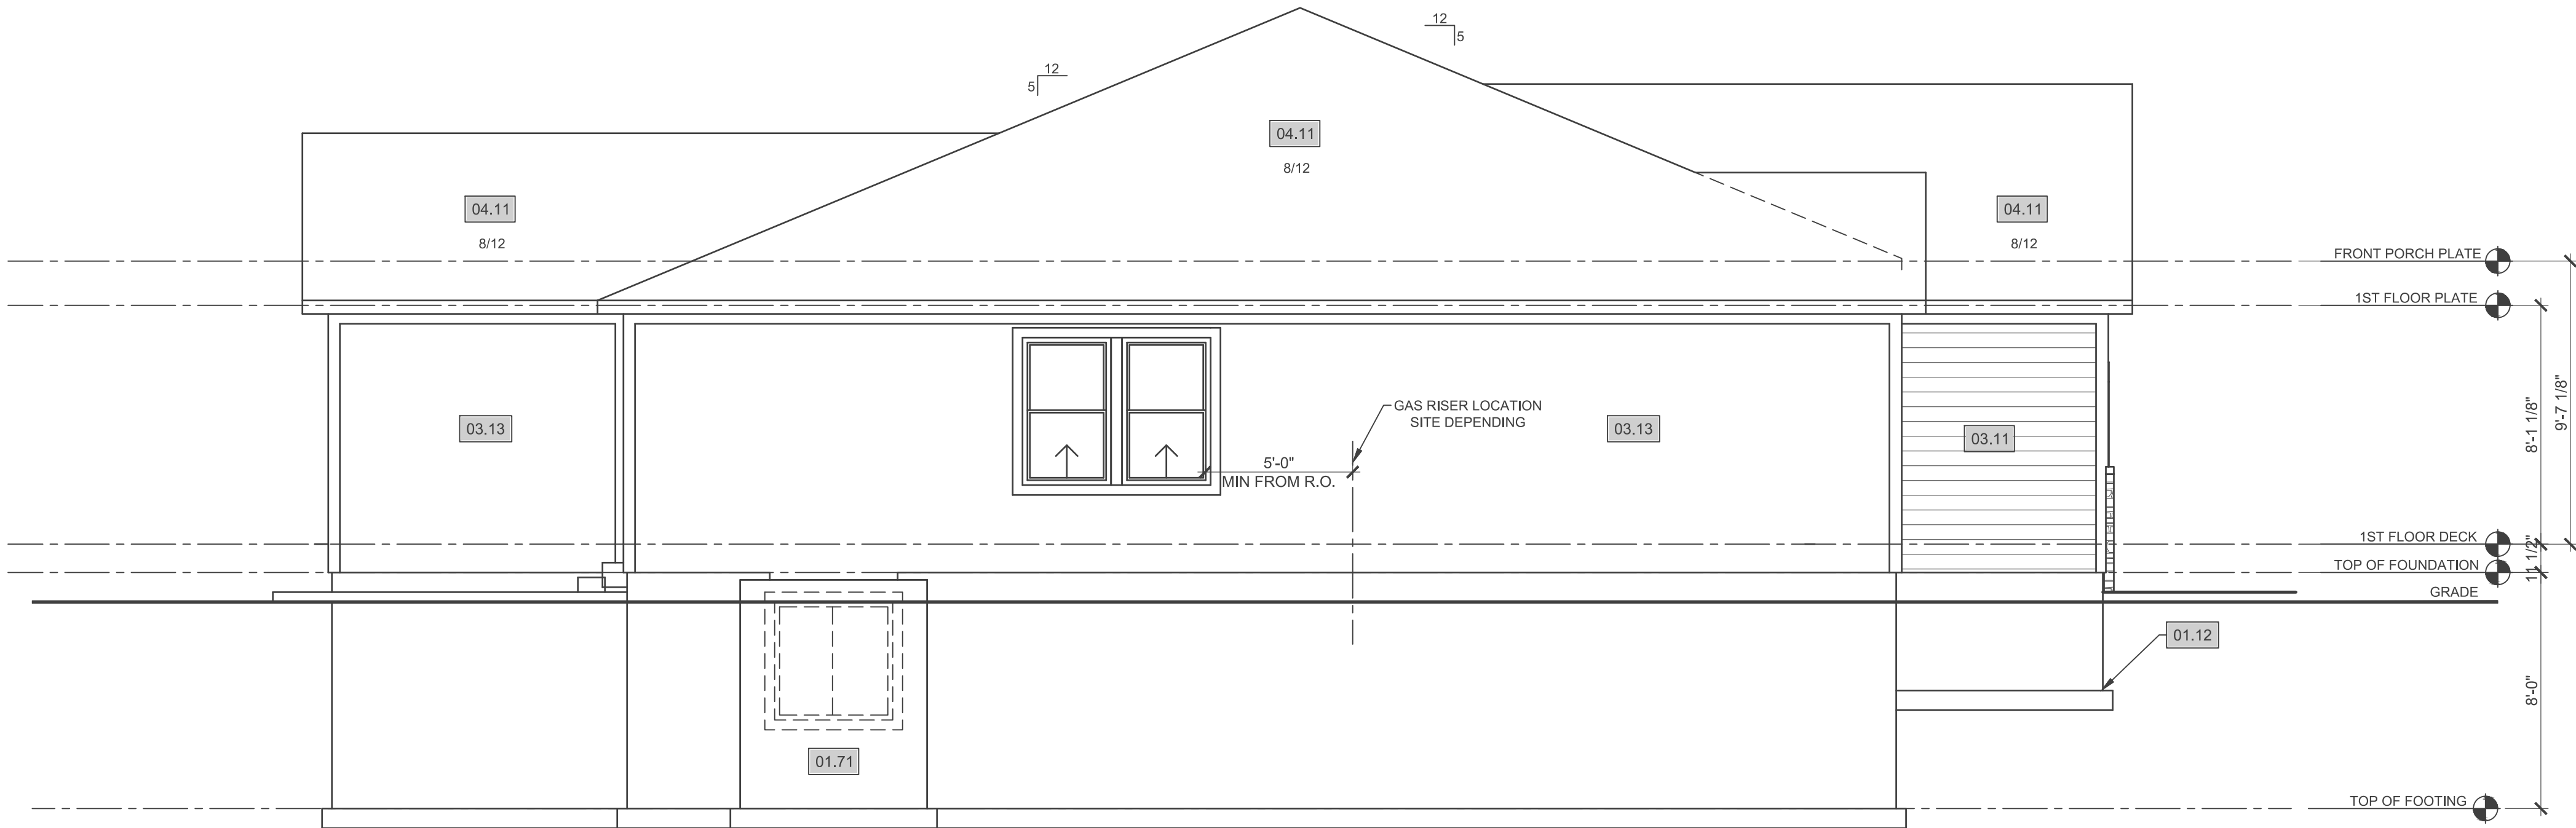 12
5
12
5
04.11
8/12
04.11
8/12
04.11
8/12
FRONT PORCH PLATE
1ST FLOOR PLATE
GAS RISER LOCATION
SITE DEPENDING
03.13
03.13
03.11
5'-0"
MIN FROM R.O.
8'-1 1/8"
9'-7 1/8"
1ST FLOOR DECK
11 1/2"
TOP OF FOUNDATION
GRADE
01.12
8'-0"
01.71
TOP OF FOOTING